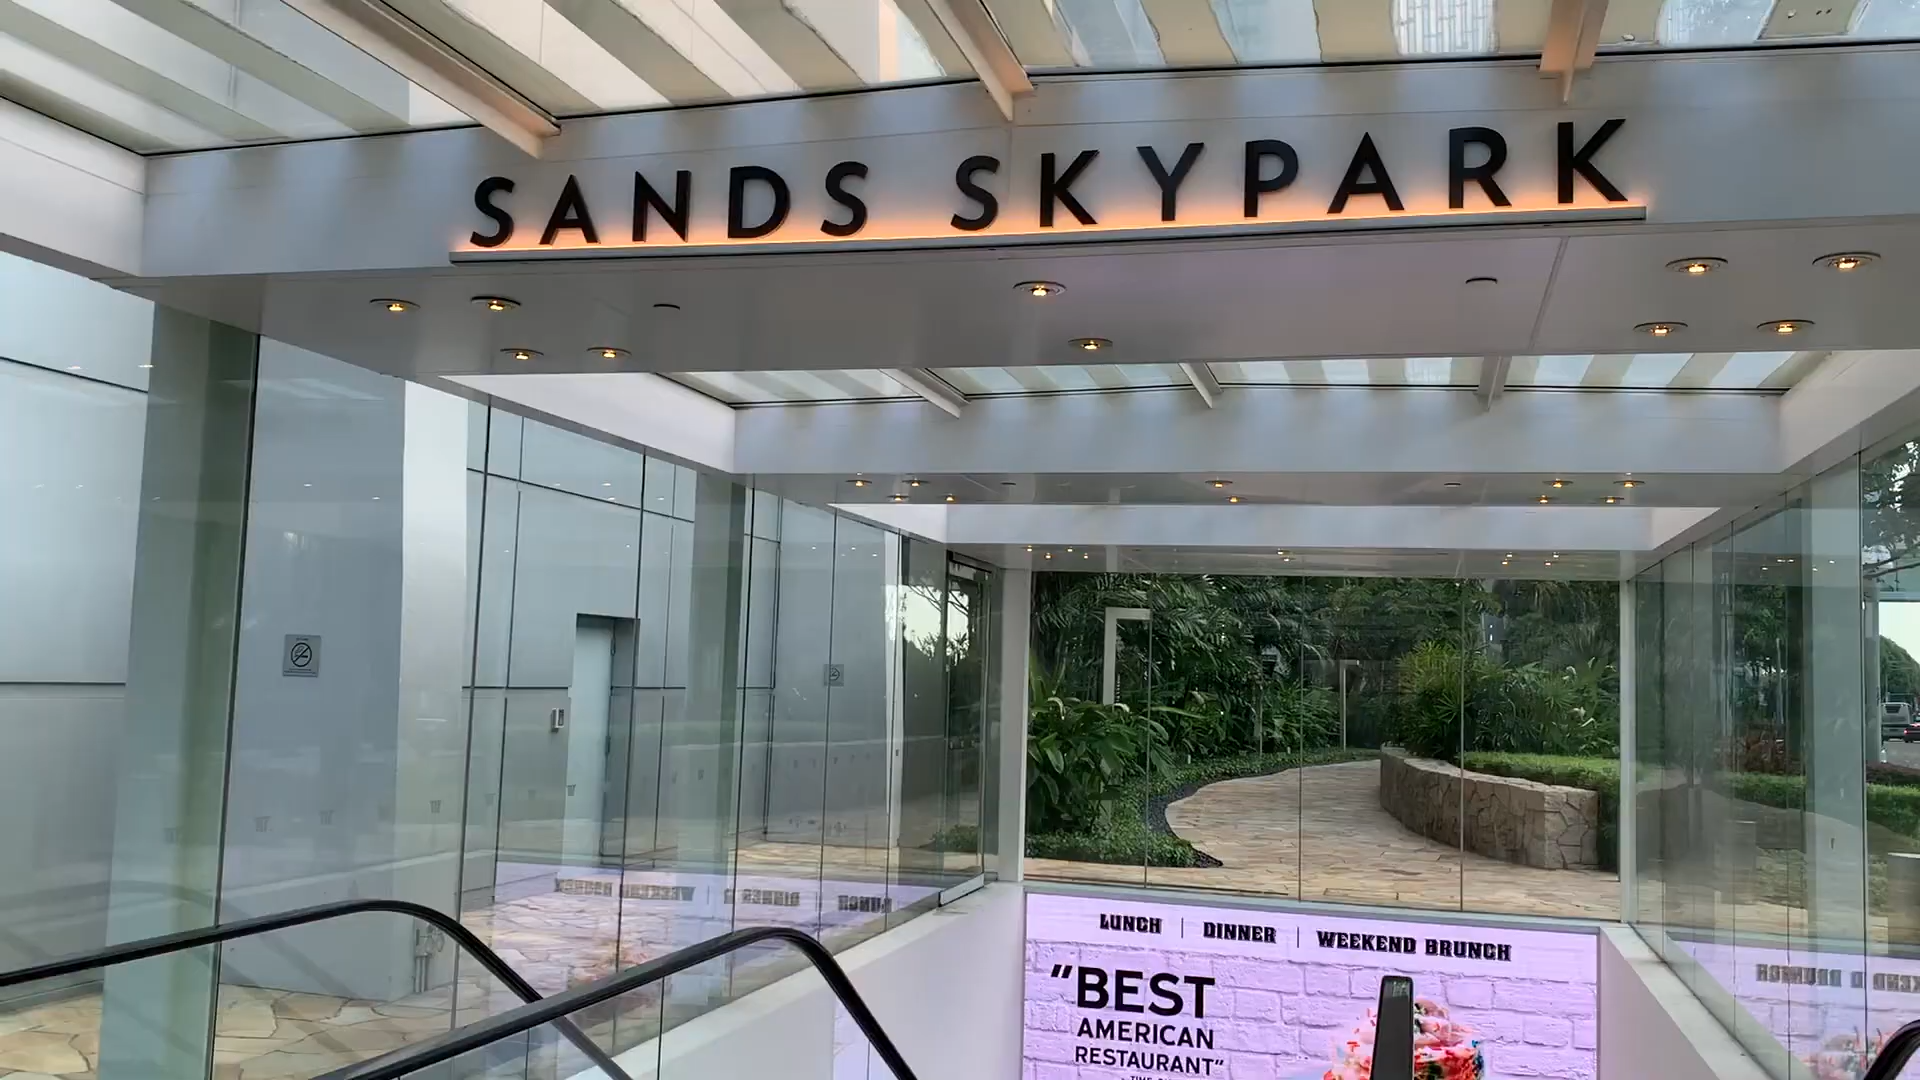 SANDS SKYPARK
LUNCH | DINNER | WEEKEND BRUNCH
"BEST
AMERICAN
RESTAURANT"